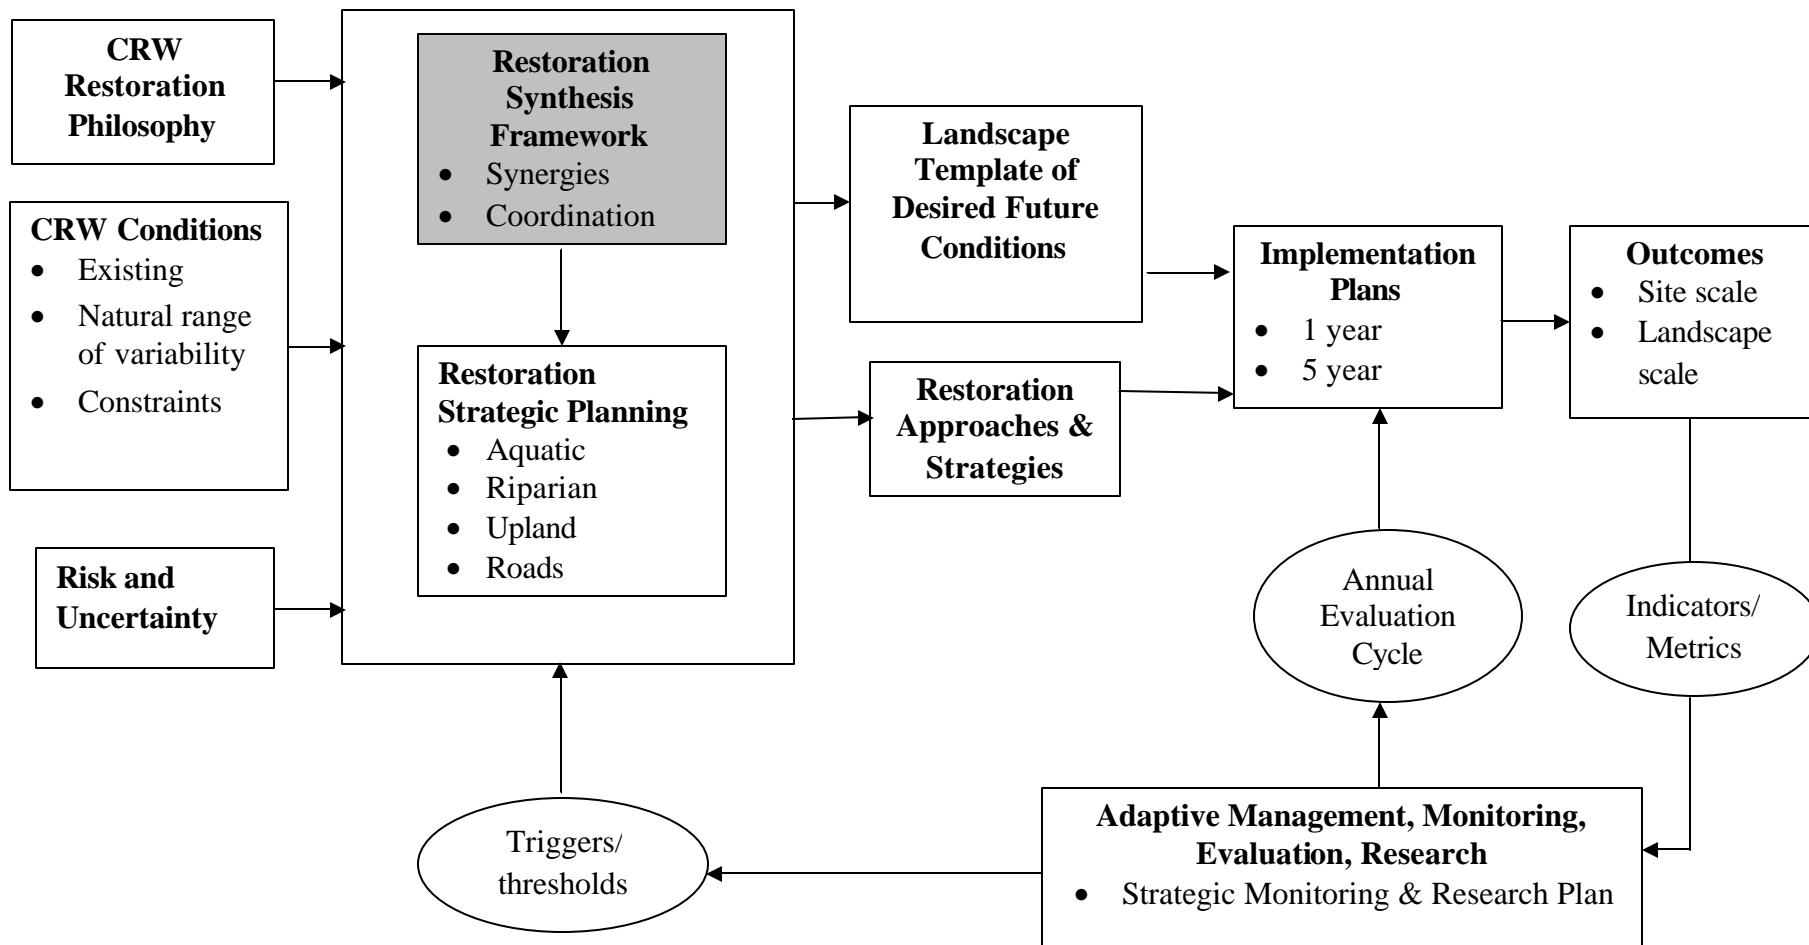 CRW
Restoration
Philosophy
CRW Conditions
• Existing
• Natural range
of variability
• Constraints
Risk and
Uncertainty
Restoration
Synthesis
Framework
• Synergies
• Coordination
Restoration
Strategic Planning
• Aquatic
• Riparian
• Upland
• Roads
Landscape
Template of
Desired Future
Conditions
Restoration
Approaches &
Strategies
Implementation
Plans
• 1 year
• 5 year
Outcomes
• Site scale
• Landscape
scale
Annual
Evaluation
Cycle
Indicators/
Metrics
Triggers/
thresholds
Adaptive Management, Monitoring,
Evaluation, Research
• Strategic Monitoring & Research Plan